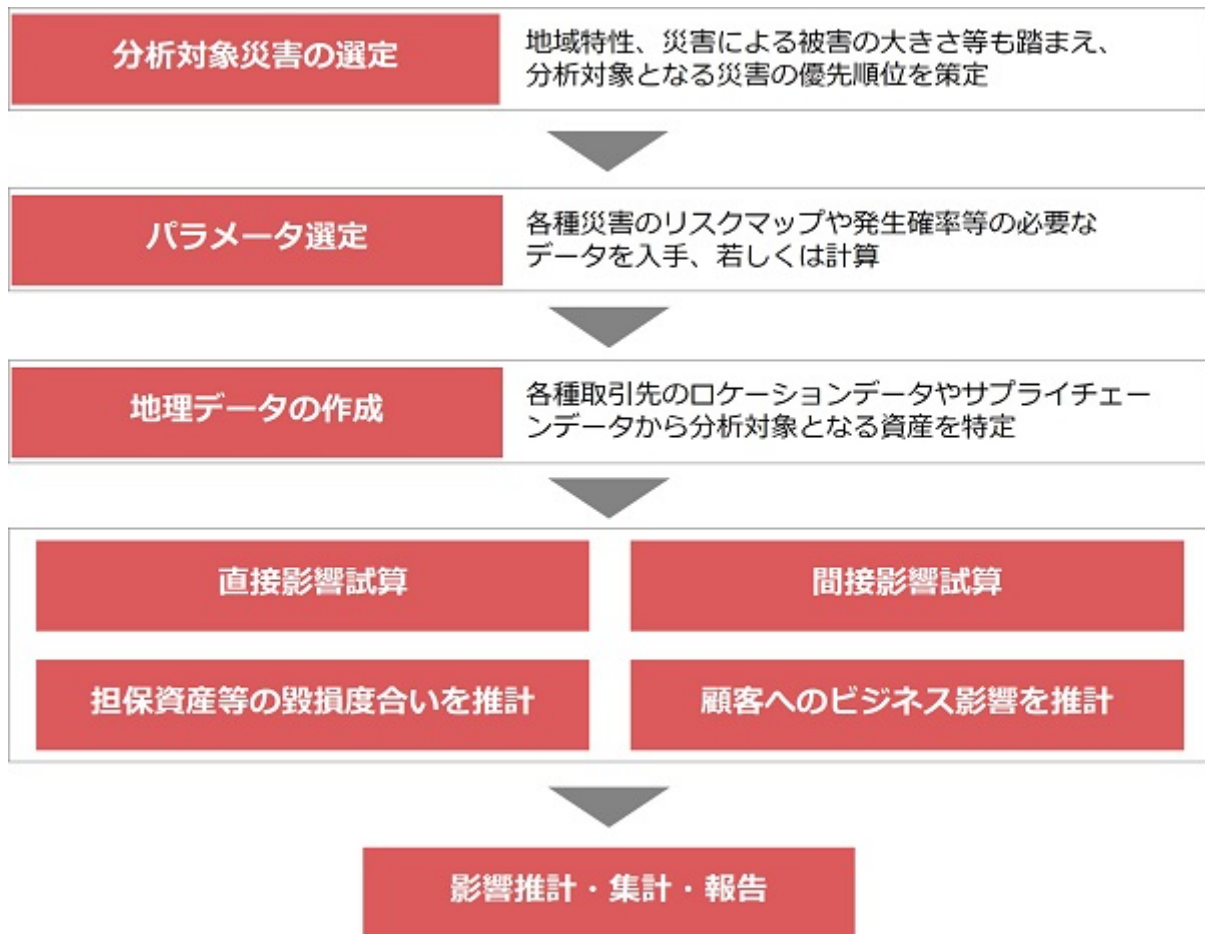 分析対象災害の選定
地域特性、災害による被害の大きさ等も踏まえ、
分析対象となる災害の優先順位を策定
パラメータ選定
各種災害のリスクマップや発生確率等の必要な
データを入手、若しくは計算
地理データの作成
各種取引先のロケーションデータやサプライチェー
ンデータから分析対象となる資産を特定
直接影響試算
間接影響試算
担保資産等の毀損度合いを推計
顧客へのビジネス影響を推計
影響推計・集計・報告